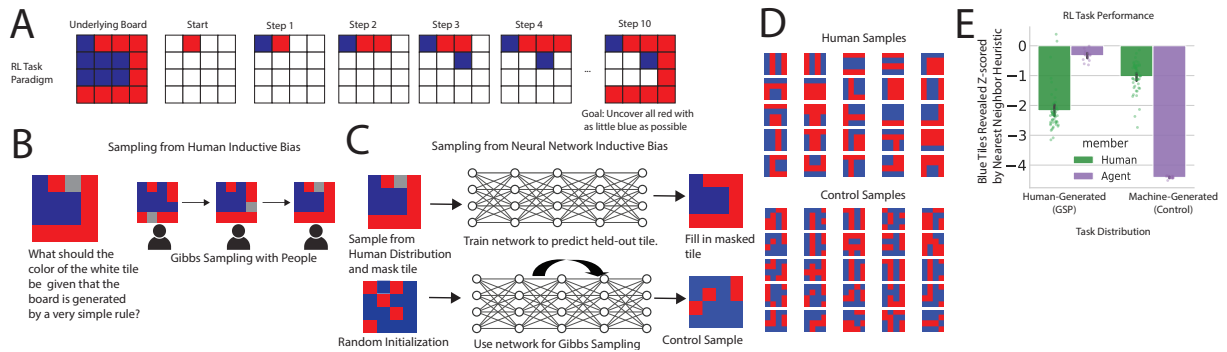 A
Underlying Board
Start
Step 1
Step 2
Step 3
Step 4
Step 10
RL Task
Paradigm
...
Goal: Uncover all red with
as little blue as possible
B
Sampling from Human Inductive Bias
What should the
color of the white tile
be given that the
board is generated
by a very simple rule?
Gibbs Sampling with People
C
Sampling from Neural Network Inductive Bias
Sample from
Human Distribution
and mask tile
Train network to predict held-out tile.
Fill in masked
tile
Random Initialization
Use network for Gibbs Sampling
Control Sample
D
Human Samples
Control Samples
E
RL Task Performance
Blue Tiles Revealed Z-scored
by Nearest Neighbor Heuristic
0
−1
−2
−3
−4
member
Human
Agent
Human-Generated
(GSP)
Machine-Generated
(Control)
Task Distribution